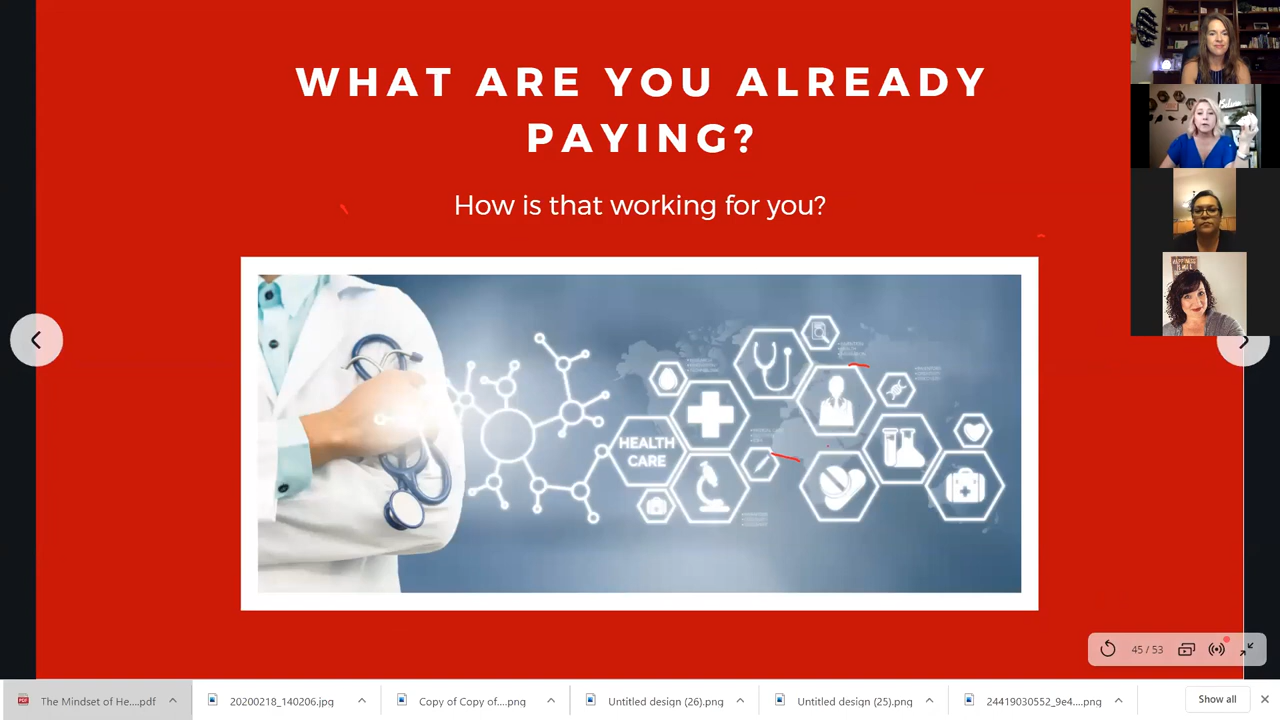 WHAT ARE YOU ALREADY
PAYING?
How is that working for you?
HEALTH
CARE
45 / 53
The Mindset of He....pdf
20200218_140206.jpg
Copy of Copy of....png
Untitled design (26).png
Untitled design (25).png
24419030552_9e4....png
Show all